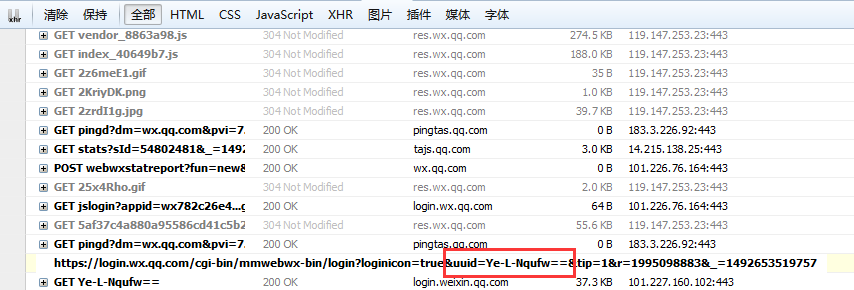 xhr 清除 保持 全部 HTML CSS JavaScript XHR 图片 插件 媒体 字体
GET vendor_8863a98.js 304 Not Modified res.wx.qq.com 274.5 KB 119.147.253.23:443
GET index_40649b7.js 304 Not Modified res.wx.qq.com 188.0 KB 119.147.253.23:443
GET 2z6meE1.gif 304 Not Modified res.wx.qq.com 35 B 119.147.253.23:443
GET 2KriyDK.png 304 Not Modified res.wx.qq.com 1.0 KB 119.147.253.23:443
GET 2zrdI1g.jpg 304 Not Modified res.wx.qq.com 39.7 KB 119.147.253.23:443
GET pingd?dm=wx.qq.com&pvi=7. 200 OK pingtas.qq.com 0 B 183.3.226.92:443
GET stats?sId=54802481&_=1492 200 OK tajs.qq.com 3.0 KB 14.215.138.25:443
POST webwxstatreport?fun=new& 200 OK wx.qq.com 0 B 101.226.76.164:443
GET 25x4Rho.gif 304 Not Modified res.wx.qq.com 2.0 KB 119.147.253.23:443
GET jslogin?appid=wx782c26e4...g 200 OK login.wx.qq.com 64 B 101.226.76.164:443
GET 5af37c4a880a95586cd41c5b2 304 Not Modified res.wx.qq.com 55.6 KB 119.147.253.23:443
GET pingd?dm=wx.qq.com&pvi=7. 200 OK pingtas.qq.com 0 B 183.3.226.92:443
https://login.wx.qq.com/cgi-bin/mmwebwx-bin/login?loginicon=true&uuid=Ye-L-Nqufw==&tip=1&r=1995098883&_=1492653519757
GET Ye-L-Nqufw== 200 OK login.weixin.qq.com 37.3 KB 101.227.160.102:443